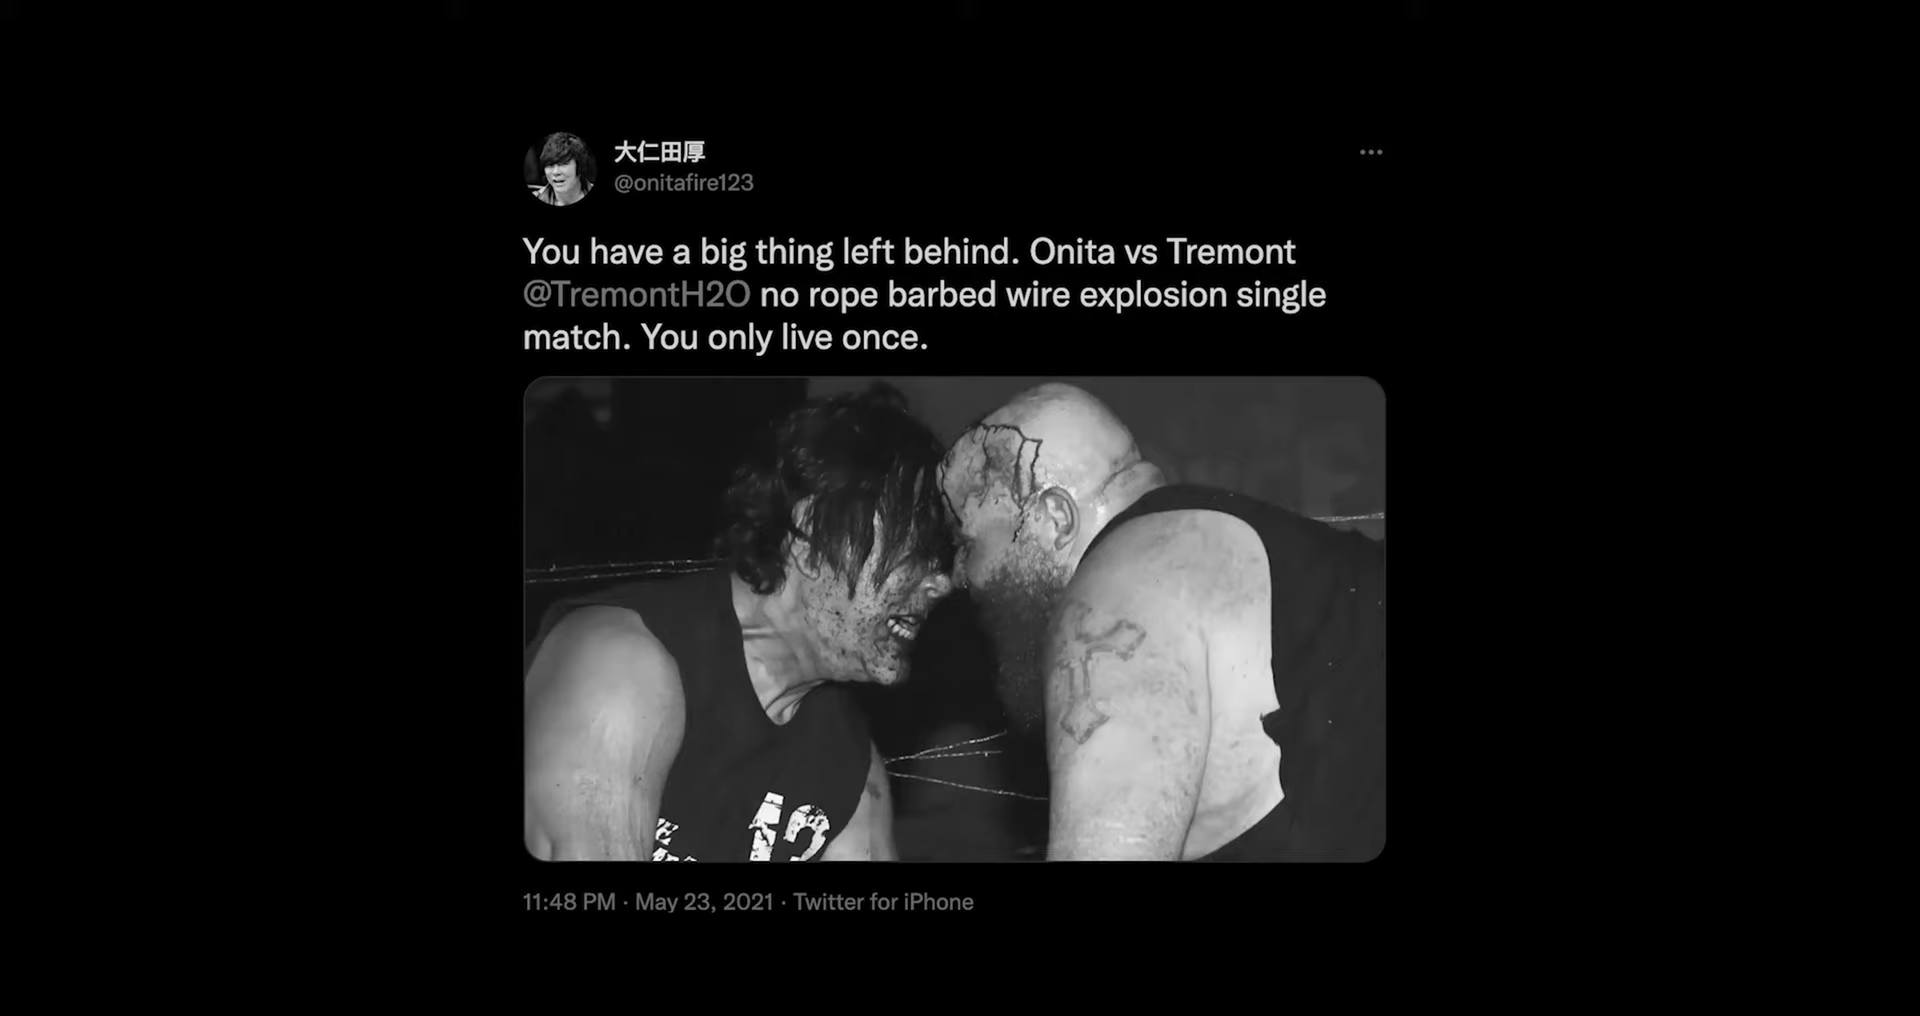 大仁田厚
@onitafire123
You have a big thing left behind. Onita vs Tremont
@TremontH2O no rope barbed wire explosion single
match. You only live once.
12
11:48 PM · May 23, 2021 · Twitter for iPhone